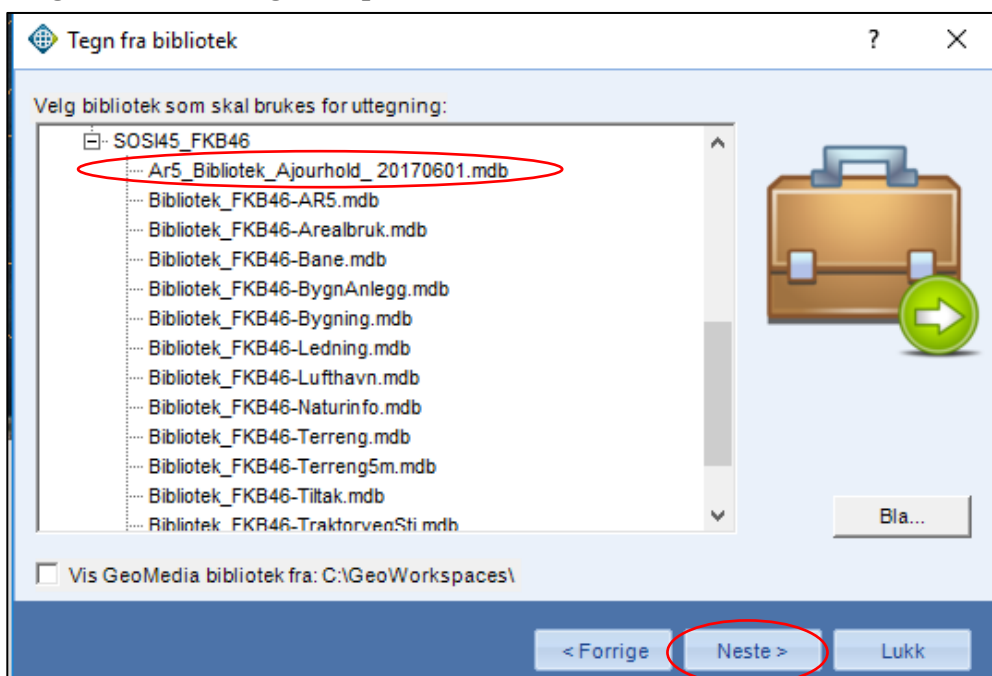 Tegn fra bibliotek
?
Velg bibliotek som skal brukes for uttegning:
SOSI45_FKB46
Ar5_Bibliotek_Ajourhold_ 20170601.mdb
Bibliotek_FKB46-AR5.mdb
Bibliotek_FKB46-Arealbruk.mdb
Bibliotek_FKB46-Bane.mdb
Bibliotek_FKB46-BygnAnlegg.mdb
Bibliotek_FKB46-Bygning.mdb
Bibliotek_FKB46-Ledning.mdb
Bibliotek_FKB46-Lufthavn.mdb
Bibliotek_FKB46-Naturinfo.mdb
Bibliotek_FKB46-Terreng.mdb
Bibliotek_FKB46-Terreng5m.mdb
Bibliotek_FKB46-Tiltak.mdb
Bibliotek_FKB46-TraktorvegSti.mdb
Bla...
Vis GeoMedia bibliotek fra: C:\GeoWorkspaces\
< Forrige
Neste >
Lukk